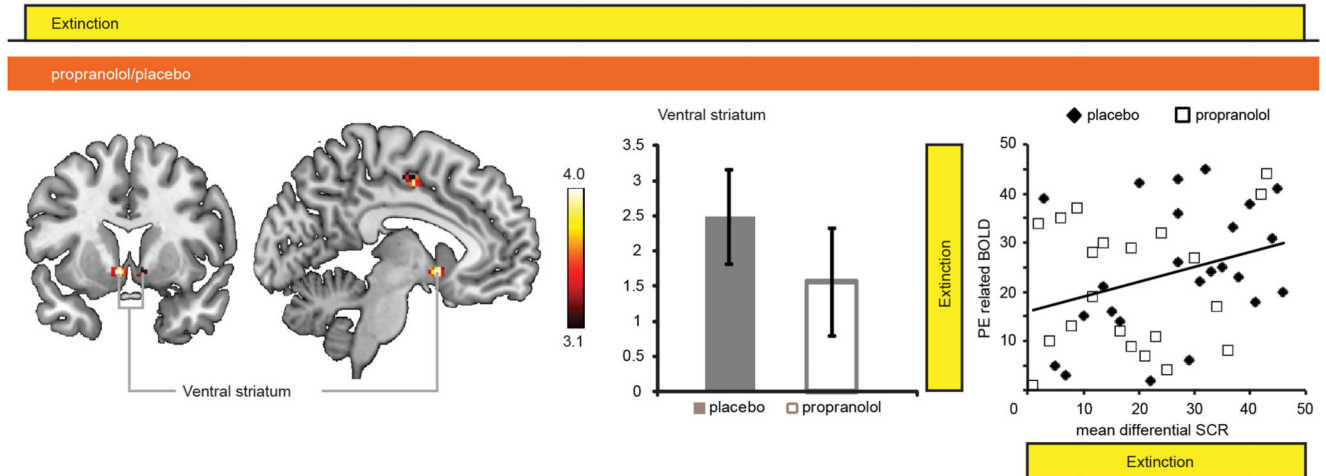 Extinction
propranolol/placebo
4.0
3.1
Ventral striatum
Ventral striatum
3.5
3
2.5
2
1.5
1
0.5
0
placebo propranolol
Extinction
placebo propranolol
PE related BOLD
50
40
30
20
10
0 10 20 30 40 50
mean differential SCR
Extinction